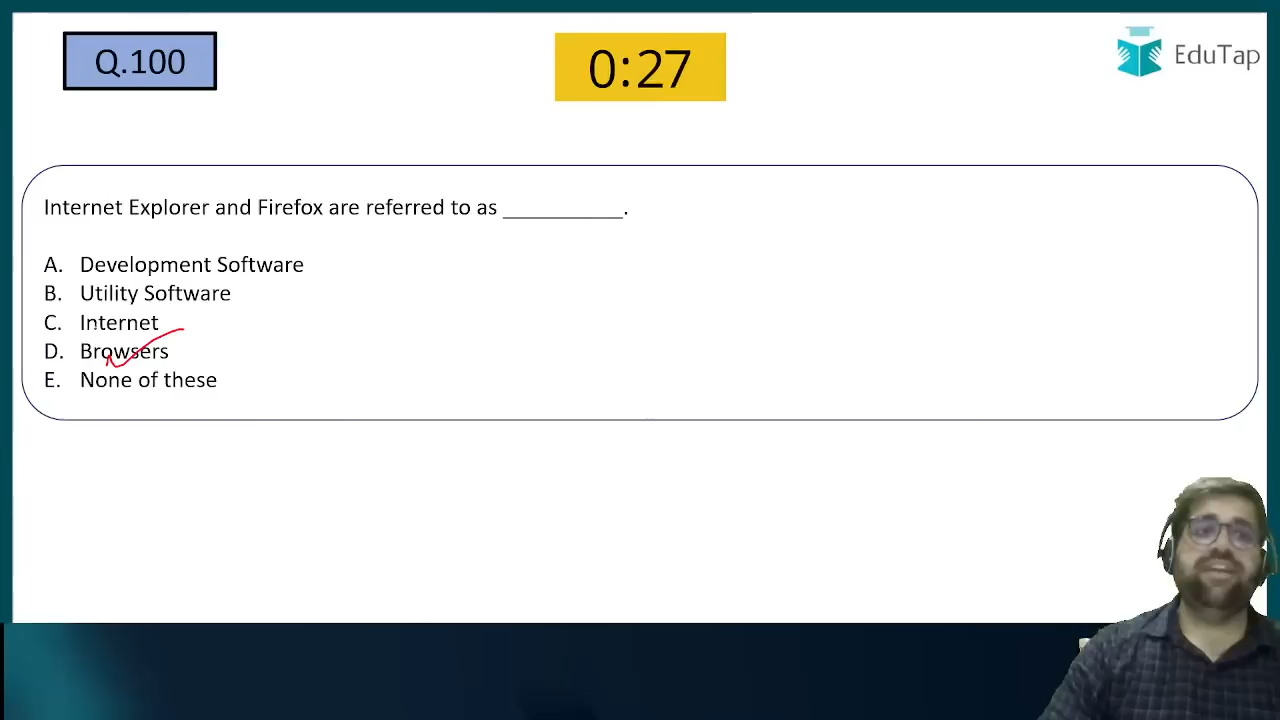 Q.100
0:27
EduTap
Internet Explorer and Firefox are referred to as ___________.
A. Development Software
B. Utility Software
C. Internet
D. Browsers
E. None of these